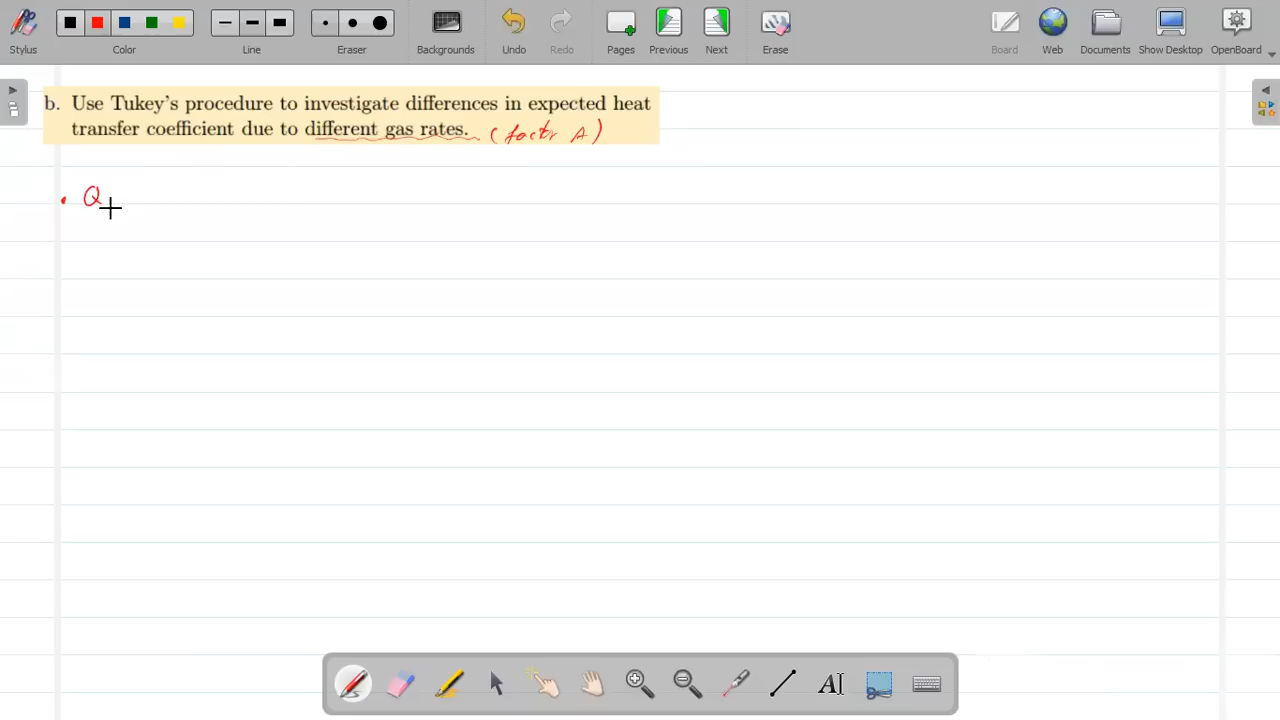 Stylus
Color
Line
Eraser
Backgrounds
Undo
Redo
Pages
Previous
Next
Erase
Board
Web
Documents
Show Desktop
OpenBoard
b. Use Tukey's procedure to investigate differences in expected heat
transfer coefficient due to different gas rates. (factor A)
• Q